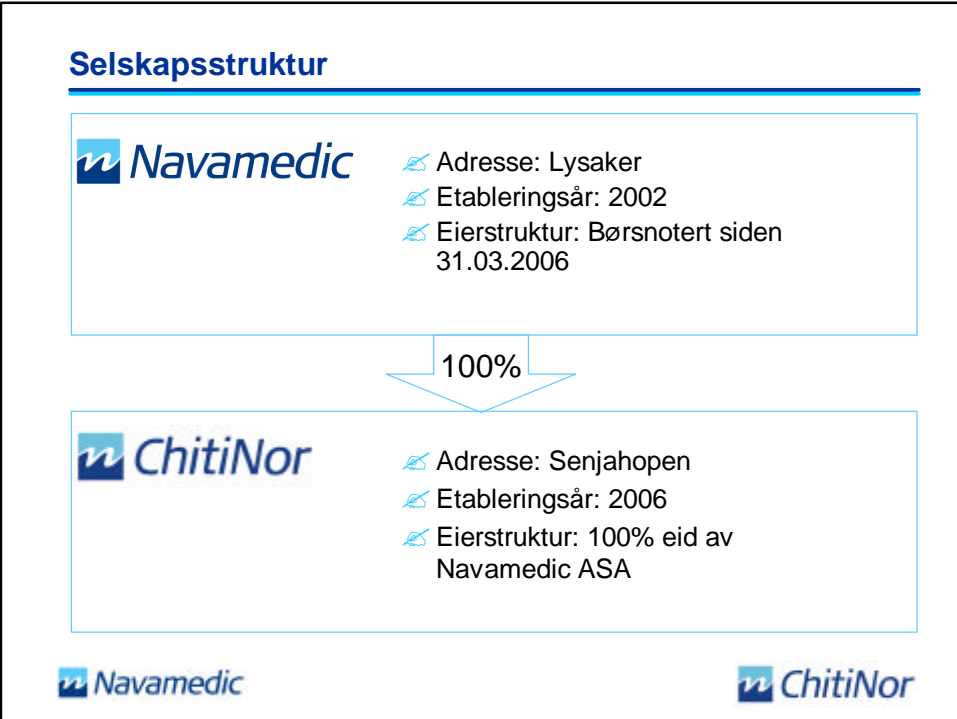 Selskapsstruktur
Navamedic
Adresse: Lysaker
Etableringsår: 2002
Eierstruktur: Børsnotert siden
31.03.2006
100%
ChitiNor
Adresse: Senjahopen
Etableringsår: 2006
Eierstruktur: 100% eid av
Navamedic ASA
Navamedic
ChitiNor